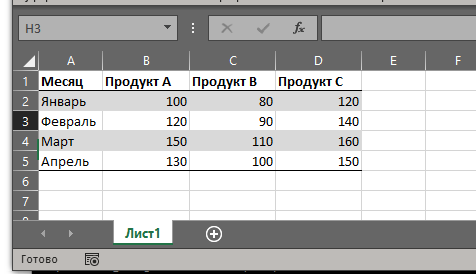 H3
fx
A B C D E F
1 Месяц Продукт A Продукт B Продукт C
2 Январь 100 80 120
3 Февраль 120 90 140
4 Март 150 110 160
5 Апрель 130 100 150
6
7
Лист1
Готово